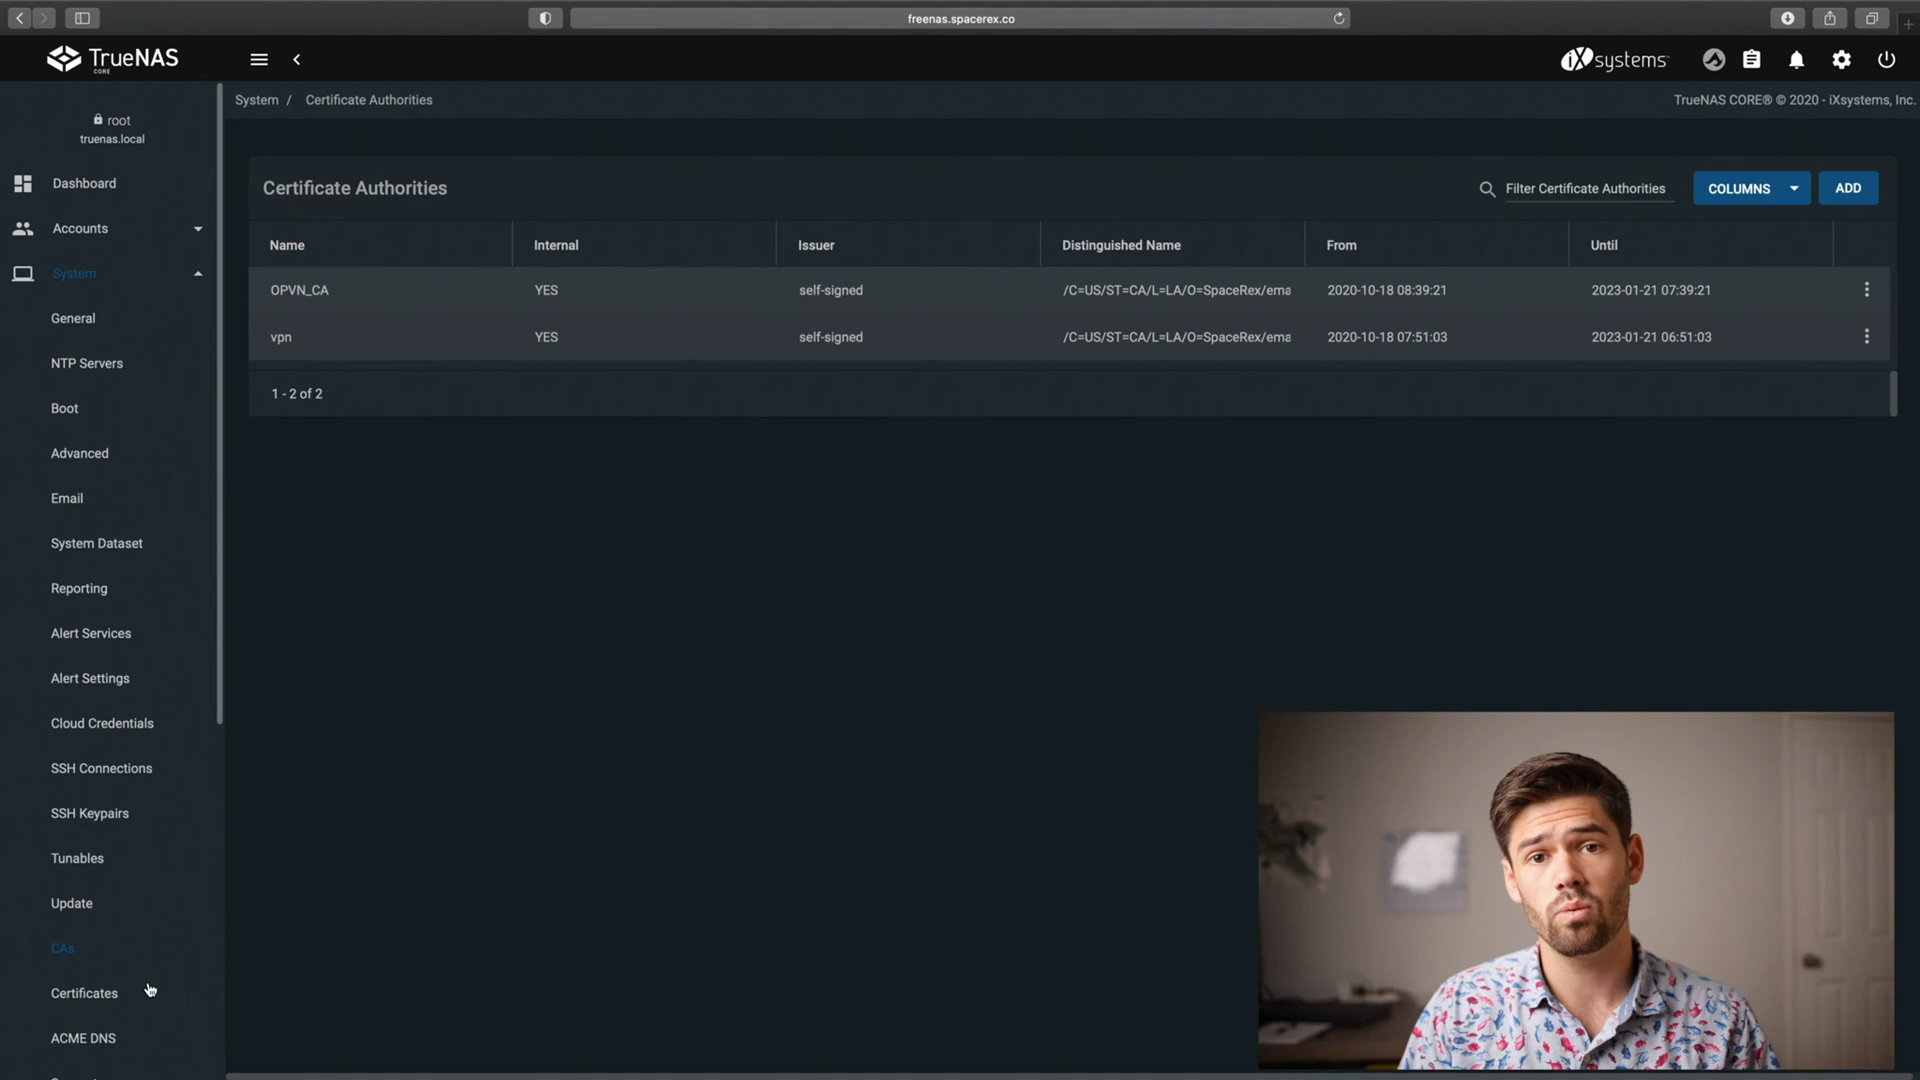 freenas.spacerex.co
TrueNAS
CORE
iXsystems
System / Certificate Authorities
TrueNAS CORE® © 2020 - iXsystems, Inc.
root
truenas.local
Dashboard
Accounts
System
General
NTP Servers
Boot
Advanced
Email
System Dataset
Reporting
Alert Services
Alert Settings
Cloud Credentials
SSH Connections
SSH Keypairs
Tunables
Update
CAs
Certificates
ACME DNS
Certificate Authorities
Filter Certificate Authorities
COLUMNS
ADD
Name Internal Issuer Distinguished Name From Until
OPVN_CA YES self-signed /C=US/ST=CA/L=LA/O=SpaceRex/ema 2020-10-18 08:39:21 2023-01-21 07:39:21
vpn YES self-signed /C=US/ST=CA/L=LA/O=SpaceRex/ema 2020-10-18 07:51:03 2023-01-21 06:51:03
1 - 2 of 2